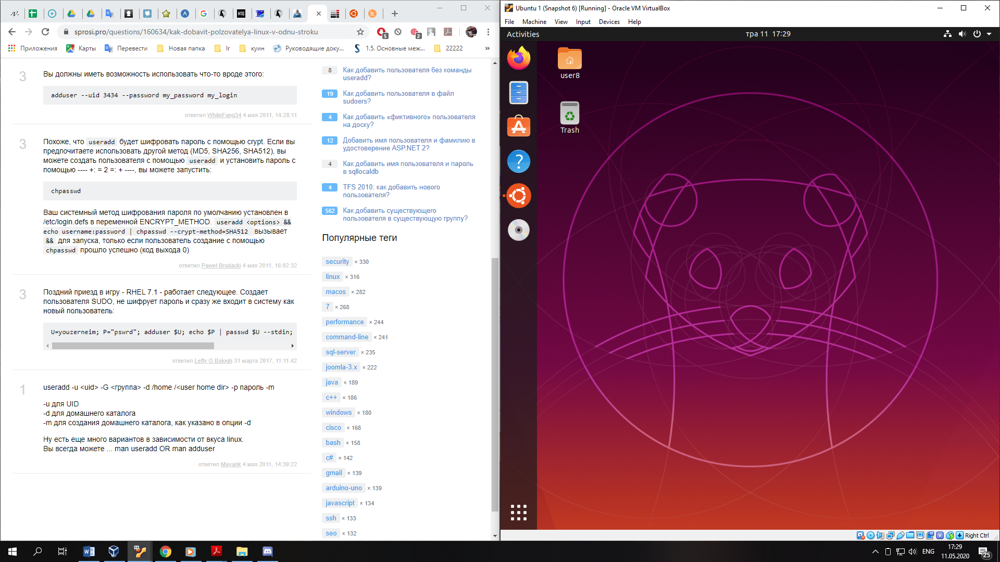 sprosi.pro/questions/160634/kak-dobavit-polzovatelya-linux-v-odnu-stroku
5
2
Приложения
Карты
Перевести
Новая папка
Ir
куин
Руководящие доку...
1.5. Основные меж...
22222
»
3
Вы должны иметь возможность использовать что-то вроде этого:
adduser --uid 3434 --password my_password my_login
ответил WhiteFang34 4 мая 2011, 14:28:11
3
Похоже, что useradd будет шифровать пароль с помощью crypt. Если вы
предпочитаете использовать другой метод (MD5, SHA256, SHA512), вы
можете создать пользователя с помощью useradd и установить пароль с
помощью ---- +: = 2 =: + ----, вы можете запустить:
chpasswd
Ваш системный метод шифрования пароля по умолчанию установлен в
/etc/login.defs в переменной ENCRYPT_METHOD. useradd <options> &&
echo username:password | chpasswd --crypt-method=SHA512 вызывает
&& для запуска, только если пользователь создание с помощью
chpasswd прошло успешно (код выхода 0)
ответил Paweł Brodacki 4 мая 2011, 16:02:32
3
Поздний приезд в игру - RHEL 7.1 - работает следующее. Создает
пользователя SUDO, не шифрует пароль и сразу же входит в систему как
новый пользователь:
U=youzerneim; P="pswrd"; adduser $U; echo $P | passwd $U --stdin;
ответил Lefty G Balogh 31 марта 2017, 11:11:42
1
useradd -u <uid> -G <группа> -d /home /<user home dir> -p пароль -m
-u для UID
-d для домашнего каталога
-m для создания домашнего каталога, как указано в опции -d
Ну есть еще много вариантов в зависимости от вкуса linux.
Вы всегда можете ... man useradd OR man adduser
ответил Mayank 4 мая 2011, 14:39:22
8 Как добавить пользователя без команды
useradd?
19 Как добавить пользователя в файл
sudoers?
4 Как добавить «фиктивного» пользователя
на доску?
12 Добавить имя пользователя и фамилию в
удостоверение ASP.NET 2?
4 Как добавить имя пользователя и пароль
в sqllocaldb
4 TFS 2010: как добавить нового
пользователя?
562 Как добавить существующего
пользователя в существующую группу?
Популярные теги
security × 330
linux × 316
macos × 282
7 × 268
performance × 244
command-line × 241
sql-server × 235
joomla-3.x × 222
java × 189
c++ × 186
windows × 180
cisco × 168
bash × 158
c# × 142
gmail × 139
arduino-uno × 139
javascript × 134
ssh × 133
seo × 132
Ubuntu 1 (Snapshot 6) [Running] - Oracle VM VirtualBox
File Machine View Input Devices Help
Activities
тра 11 17:29
user8
Trash
Right Ctrl
ENG
17:29
11.05.2020
25